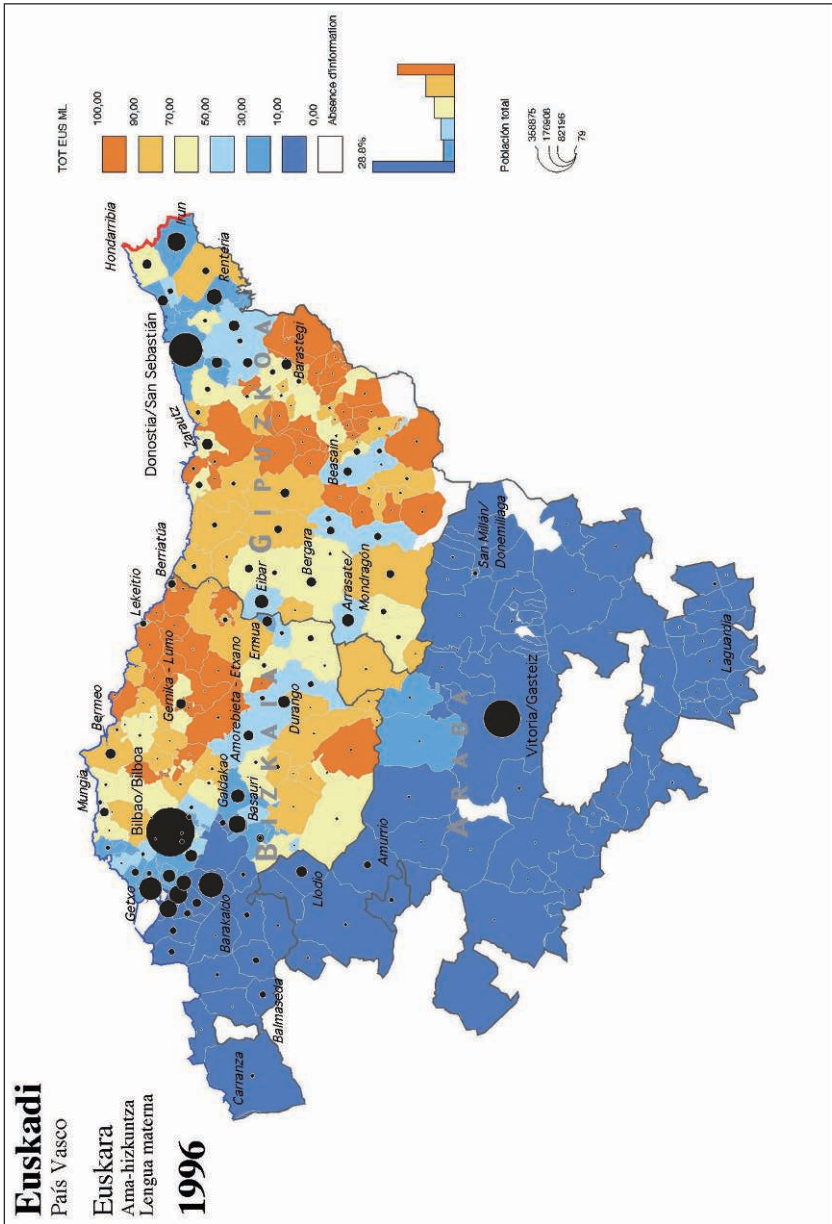 Euskadi
País Vasco
Euskara
Ama-hizkuntza
Lengua materna
1996
TOT EUS ML
100,00
90,00
70,00
50,00
30,00
10,00
0,00
Absence d'information
28.8%
Población total
358875
176908
82196
79
Hondarribia
Irun
Renteria
Donostia/San Sebastián
Zarautz
GIPUZKOA
Barastegi
Beasain
Berriatúa
Lekeitio
Eibar
Bergara
Arrasate/
Mondragón
Ermua
Bermeo
Gernika - Lumo
Amorebieta - Etxano
Durango
Mungia
Bilbao/Bilboa
Galdakao
Basauri
BIZKAIA
Getxo
Barakaldo
Balmaseda
Carranza
Llodio
Amurrio
ARABA
Vitoria/Gasteiz
San Millán/
Donemiliaga
Laguardia